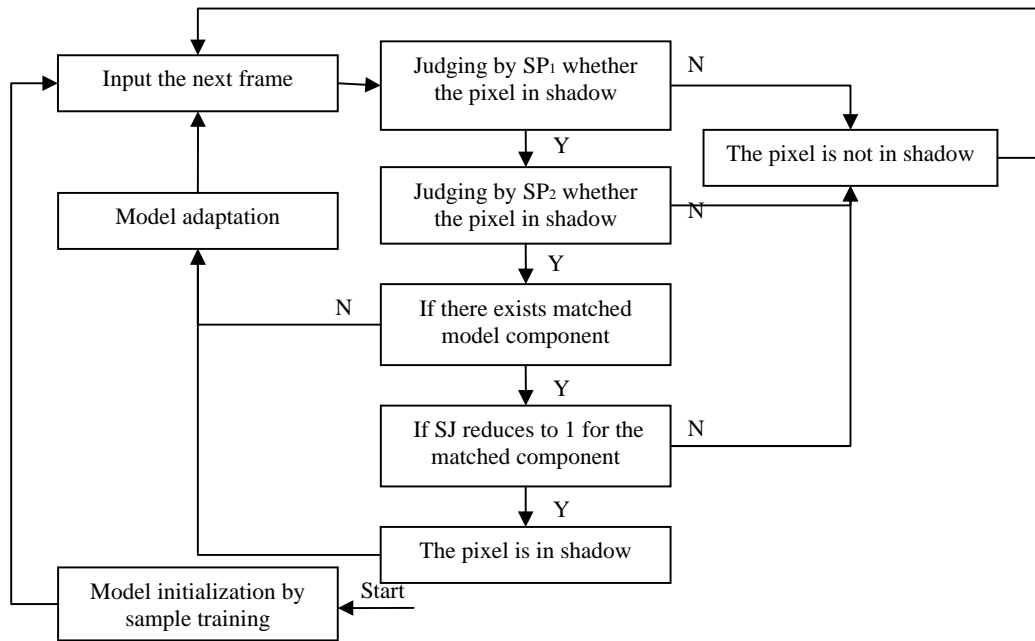 Input the next frame
Judging by SP1 whether
the pixel in shadow
N
The pixel is not in shadow
Y
Judging by SP2 whether
the pixel in shadow
N
Model adaptation
Y
If there exists matched
model component
N
Y
If SJ reduces to 1 for the
matched component
N
Y
The pixel is in shadow
Model initialization by
sample training
Start